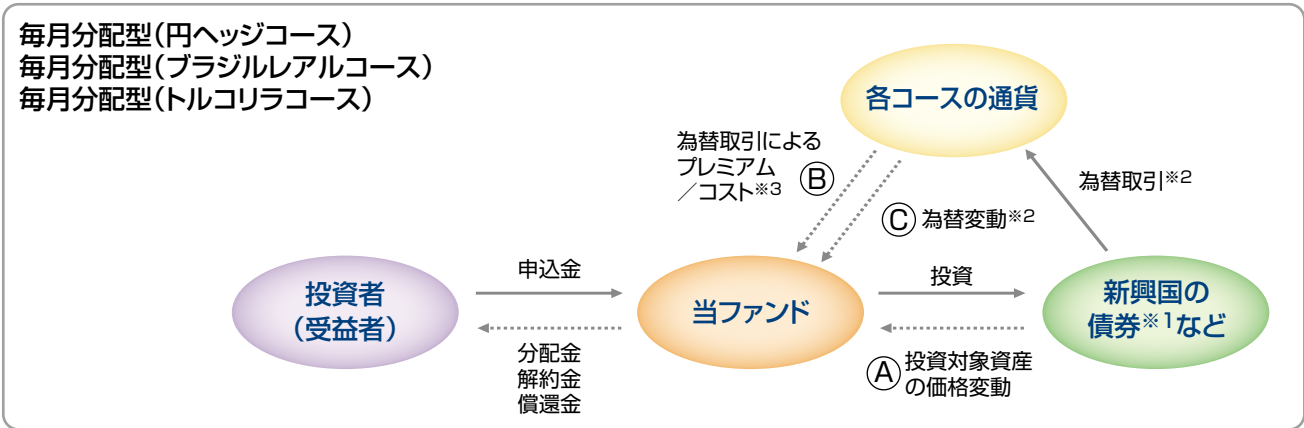 毎月分配型(円ヘッジコース)
毎月分配型(ブラジルレアルコース)
毎月分配型(トルコリラコース)
各コースの通貨
為替取引による
プレミアム
/コスト※3
Ⓑ
Ⓒ 為替変動※2
為替取引※2
投資者
(受益者)
申込金
分配金
解約金
償還金
当ファンド
投資
Ⓐ 投資対象資産
の価格変動
新興国の
債券※1など